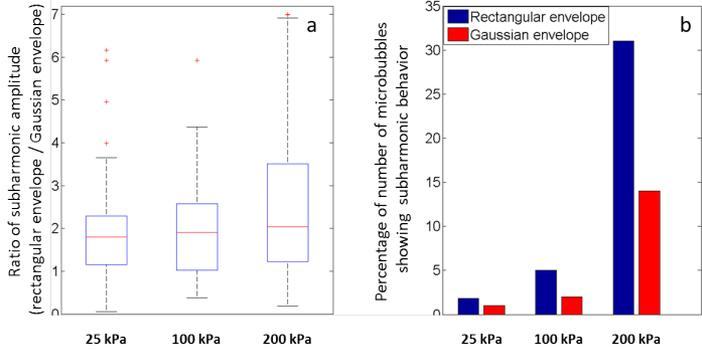 a
Ratio of subharmonic amplitude
(rectangular envelope / Gaussian envelope)
7
6
5
4
3
2
1
0
25 kPa 100 kPa 200 kPa
b
Rectangular envelope
Gaussian envelope
Percentage of number of microbubbles
showing subharmonic behavior
35
30
25
20
15
10
5
0
25 kPa 100 kPa 200 kPa